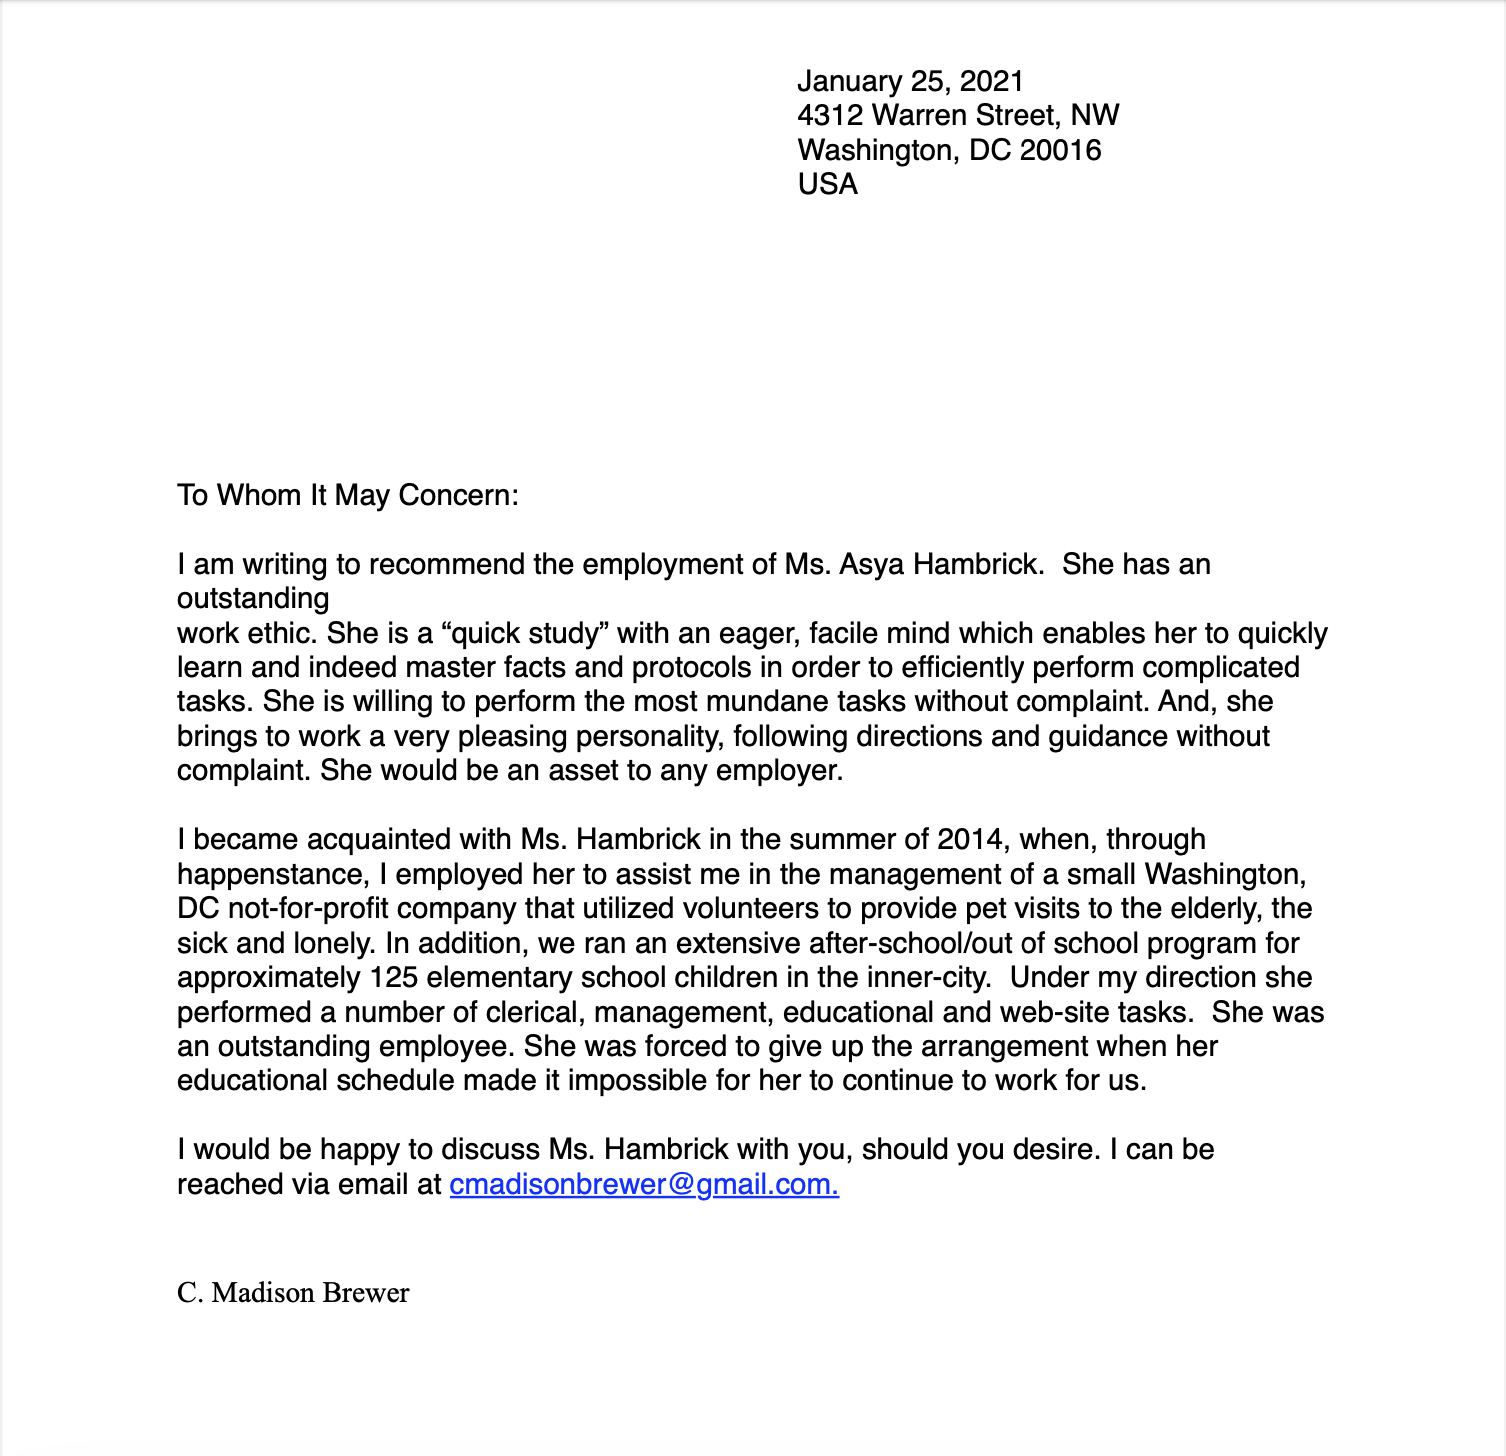 January 25, 2021
4312 Warren Street, NW
Washington, DC 20016
USA
To Whom It May Concern:
I am writing to recommend the employment of Ms. Asya Hambrick.  She has an
outstanding
work ethic. She is a “quick study” with an eager, facile mind which enables her to quickly
learn and indeed master facts and protocols in order to efficiently perform complicated
tasks. She is willing to perform the most mundane tasks without complaint. And, she
brings to work a very pleasing personality, following directions and guidance without
complaint. She would be an asset to any employer.
I became acquainted with Ms. Hambrick in the summer of 2014, when, through
happenstance, I employed her to assist me in the management of a small Washington,
DC not-for-profit company that utilized volunteers to provide pet visits to the elderly, the
sick and lonely. In addition, we ran an extensive after-school/out of school program for
approximately 125 elementary school children in the inner-city.  Under my direction she
performed a number of clerical, management, educational and web-site tasks.  She was
an outstanding employee. She was forced to give up the arrangement when her
educational schedule made it impossible for her to continue to work for us.
I would be happy to discuss Ms. Hambrick with you, should you desire. I can be
reached via email at cmadisonbrewer@gmail.com.
C. Madison Brewer